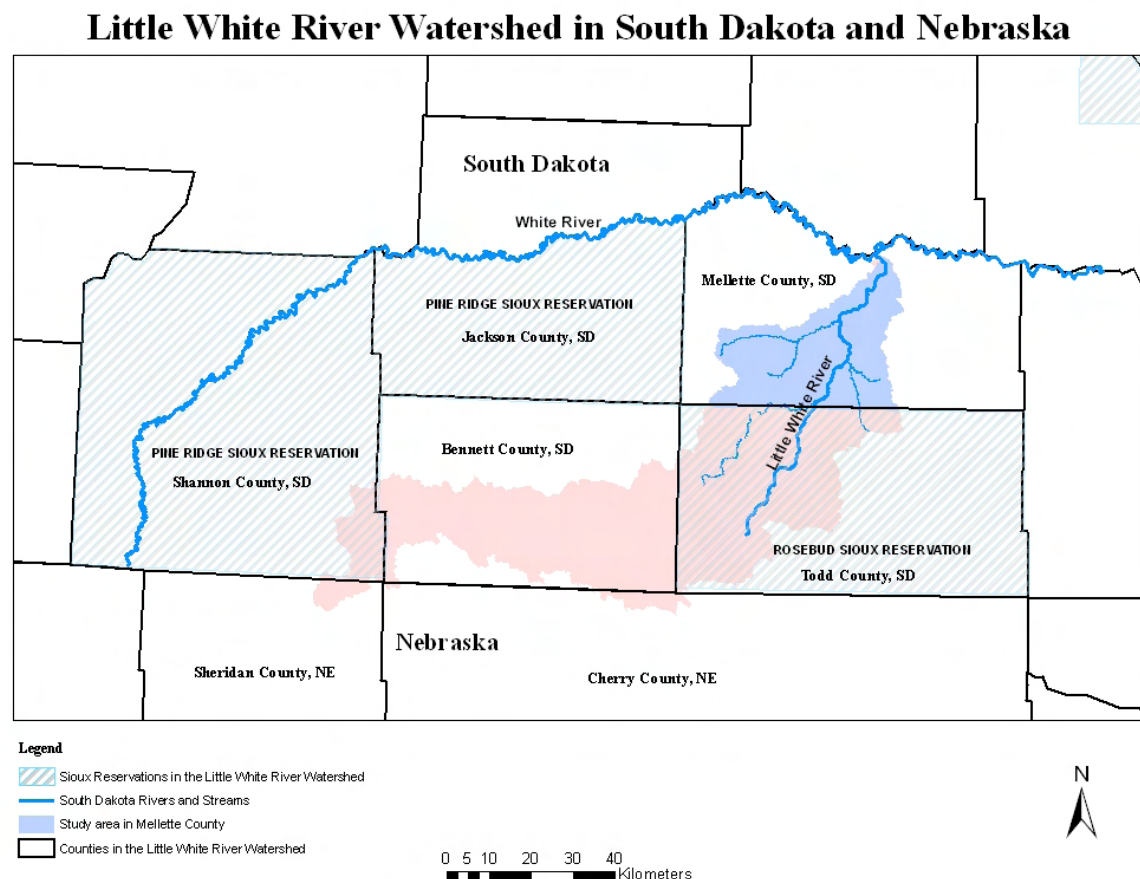 Little White River Watershed in South Dakota and Nebraska
South Dakota
White River
Mellette County, SD
PINE RIDGE SIOUX RESERVATION
Jackson County, SD
Little White River
Bennett County, SD
PINE RIDGE SIOUX RESERVATION
Shannon County, SD
ROSEBUD SIOUX RESERVATION
Todd County, SD
Nebraska
Sheridan County, NE
Cherry County, NE
Legend
Sioux Reservations in the Little White River Watershed
South Dakota Rivers and Streams
Study area in Mellette County
Counties in the Little White River Watershed
N
0 5 10 20 30 40
Kilometers